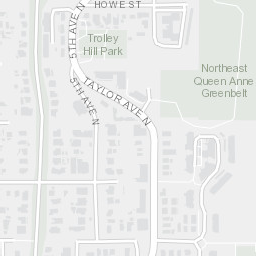 HOWE ST
5TH AVE N
Trolley
Hill Park
TAYLOR AVE N
5TH AVE N
Northeast
Queen Anne
Greenbelt